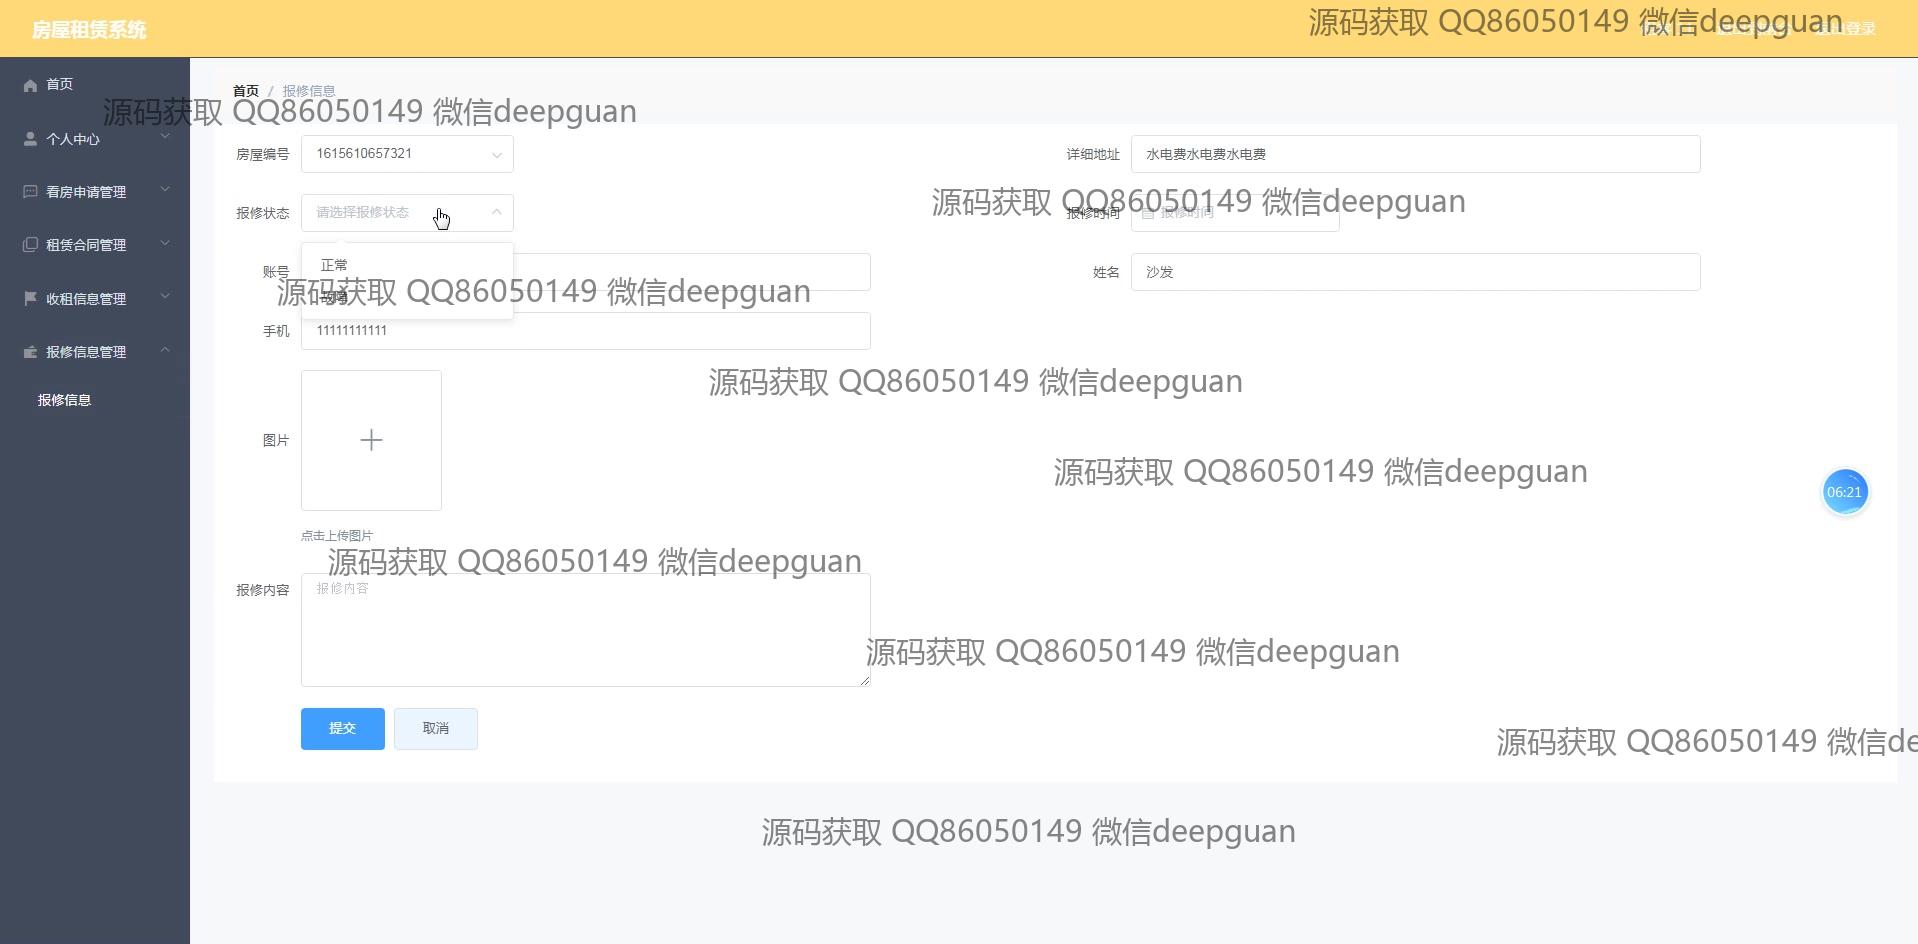 房屋租赁系统
源码获取 QQ86050149 微信deepguan
退出登录
首页
首页 / 报修信息
源码获取 QQ86050149 微信deepguan
个人中心
房屋编号 1615610657321
详细地址 水电费水电费水电费
看房申请管理
源码获取 QQ86050149 微信deepguan
报修状态 请选择报修状态
报修时间 报修时间
租赁合同管理
正常
账号
姓名 沙发
源码获取 QQ86050149 微信deepguan
故障
收租信息管理
手机 11111111111
报修信息管理
源码获取 QQ86050149 微信deepguan
报修信息
图片
源码获取 QQ86050149 微信deepguan
06:21
点击上传图片
源码获取 QQ86050149 微信deepguan
报修内容 报修内容
源码获取 QQ86050149 微信deepguan
提交 取消
源码获取 QQ86050149 微信de
源码获取 QQ86050149 微信deepguan